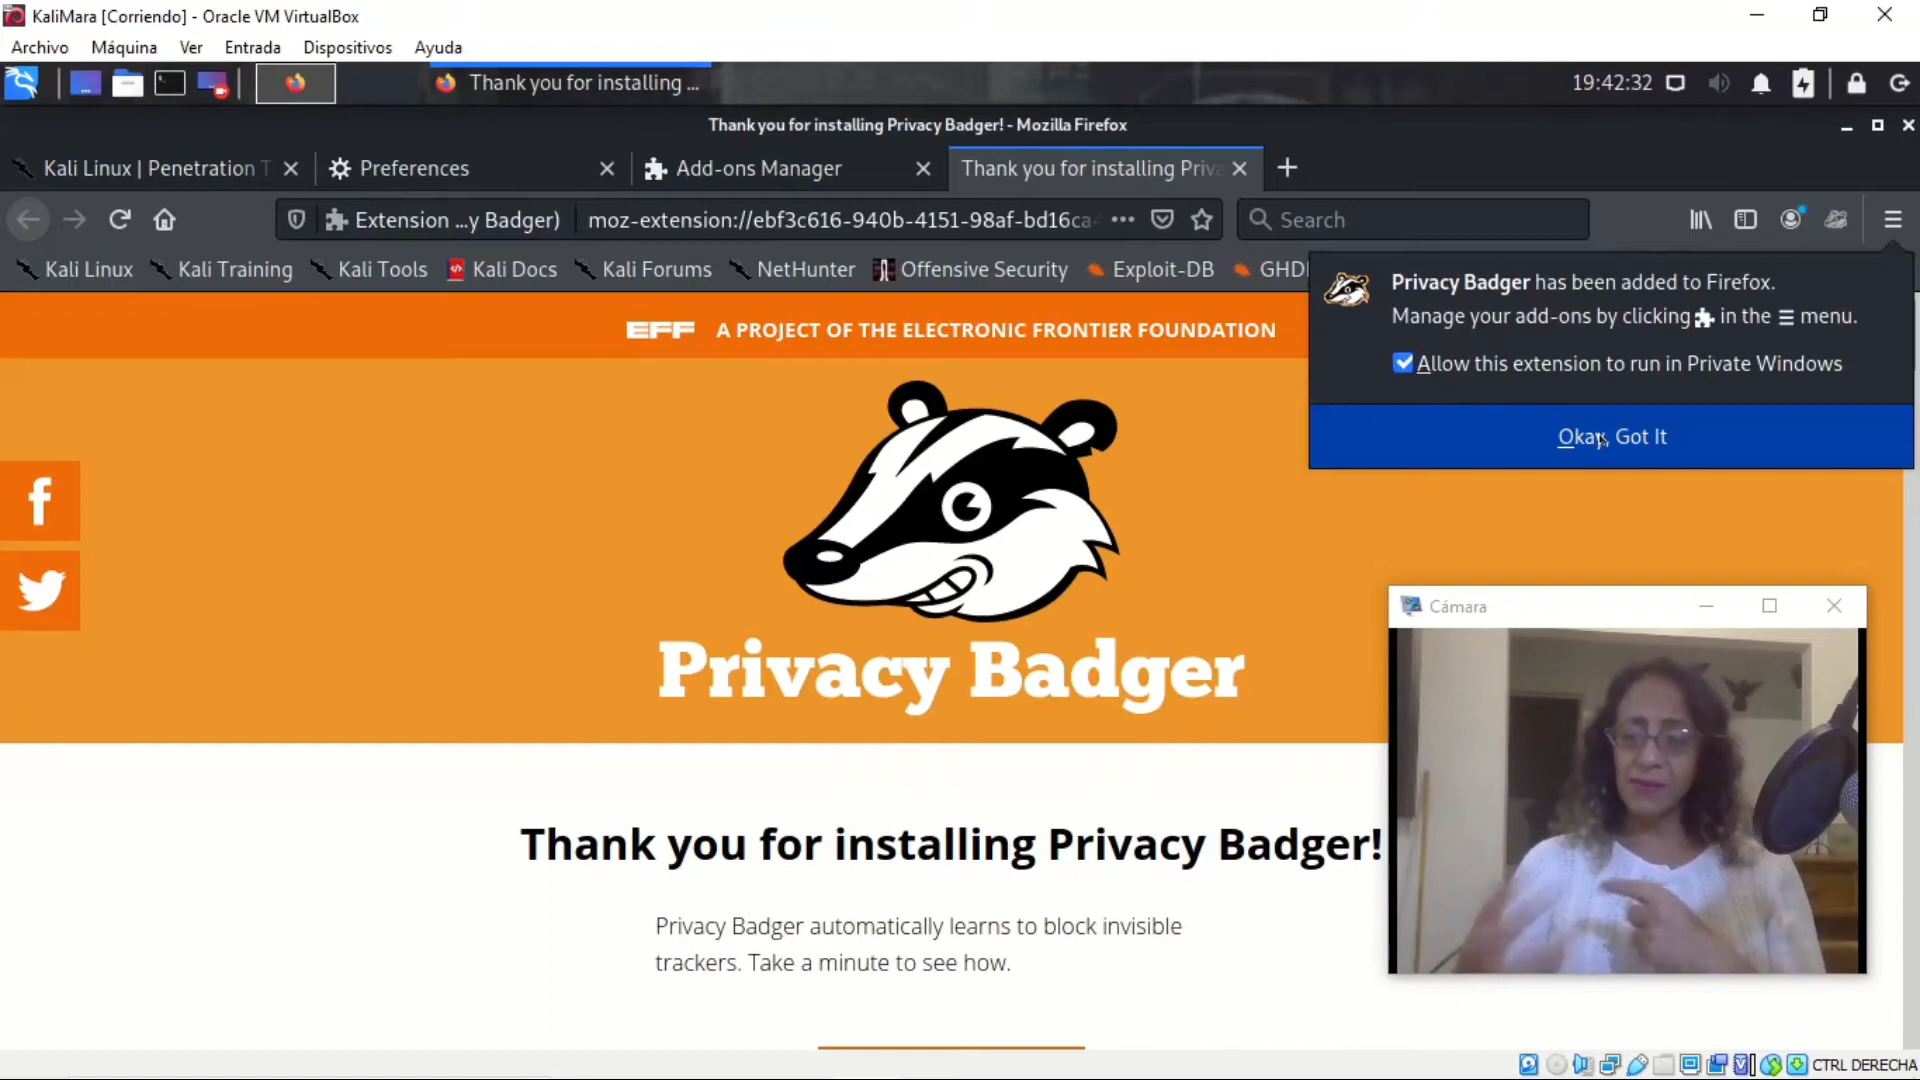 KaliMara [Corriendo] - Oracle VM VirtualBox
Archivo Máquina Ver Entrada Dispositivos Ayuda
Thank you for installing ...
19:42:32
Thank you for installing Privacy Badger! - Mozilla Firefox
Kali Linux | Penetration T
Preferences
Add-ons Manager
Thank you for installing Priva
Extension ...y Badger)
moz-extension://ebf3c616-940b-4151-98af-bd16ca
Search
Kali Linux Kali Training Kali Tools Kali Docs Kali Forums NetHunter Offensive Security Exploit-DB GHD
Privacy Badger has been added to Firefox.
Manage your add-ons by clicking in the menu.
Allow this extension to run in Private Windows
Okay, Got It
EFF A PROJECT OF THE ELECTRONIC FRONTIER FOUNDATION
Privacy Badger
Cámara
Thank you for installing Privacy Badger!
Privacy Badger automatically learns to block invisible
trackers. Take a minute to see how.
CTRL DERECHA